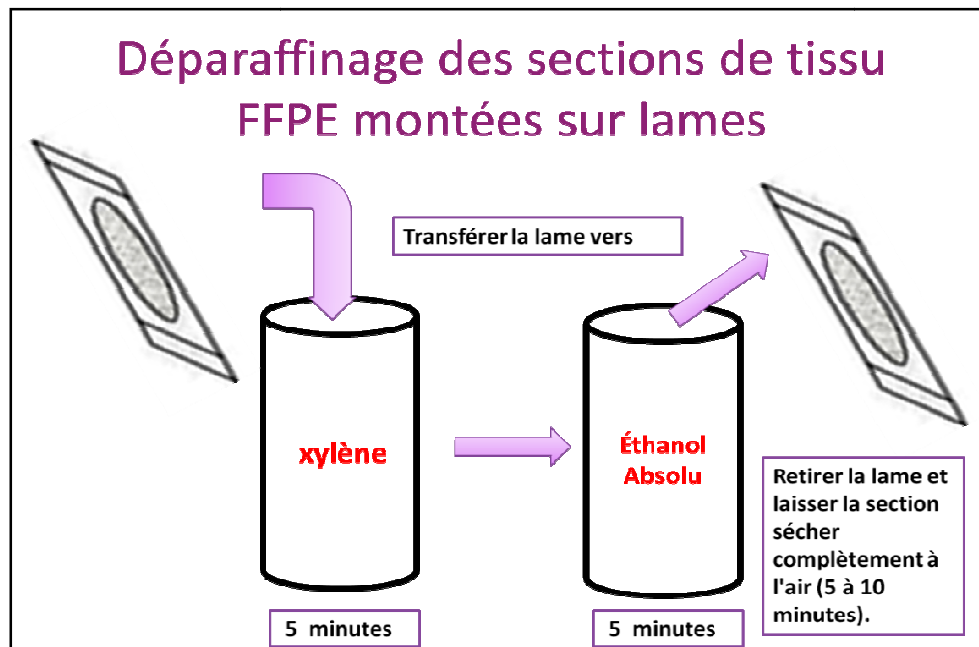 Déparaffinage des sections de tissu
FFPE montées sur lames
Transférer la lame vers
xylène
Éthanol
Absolu
Retirer la lame et
laisser la section
sécher
complètement à
l'air (5 à 10
minutes).
5 minutes
5 minutes